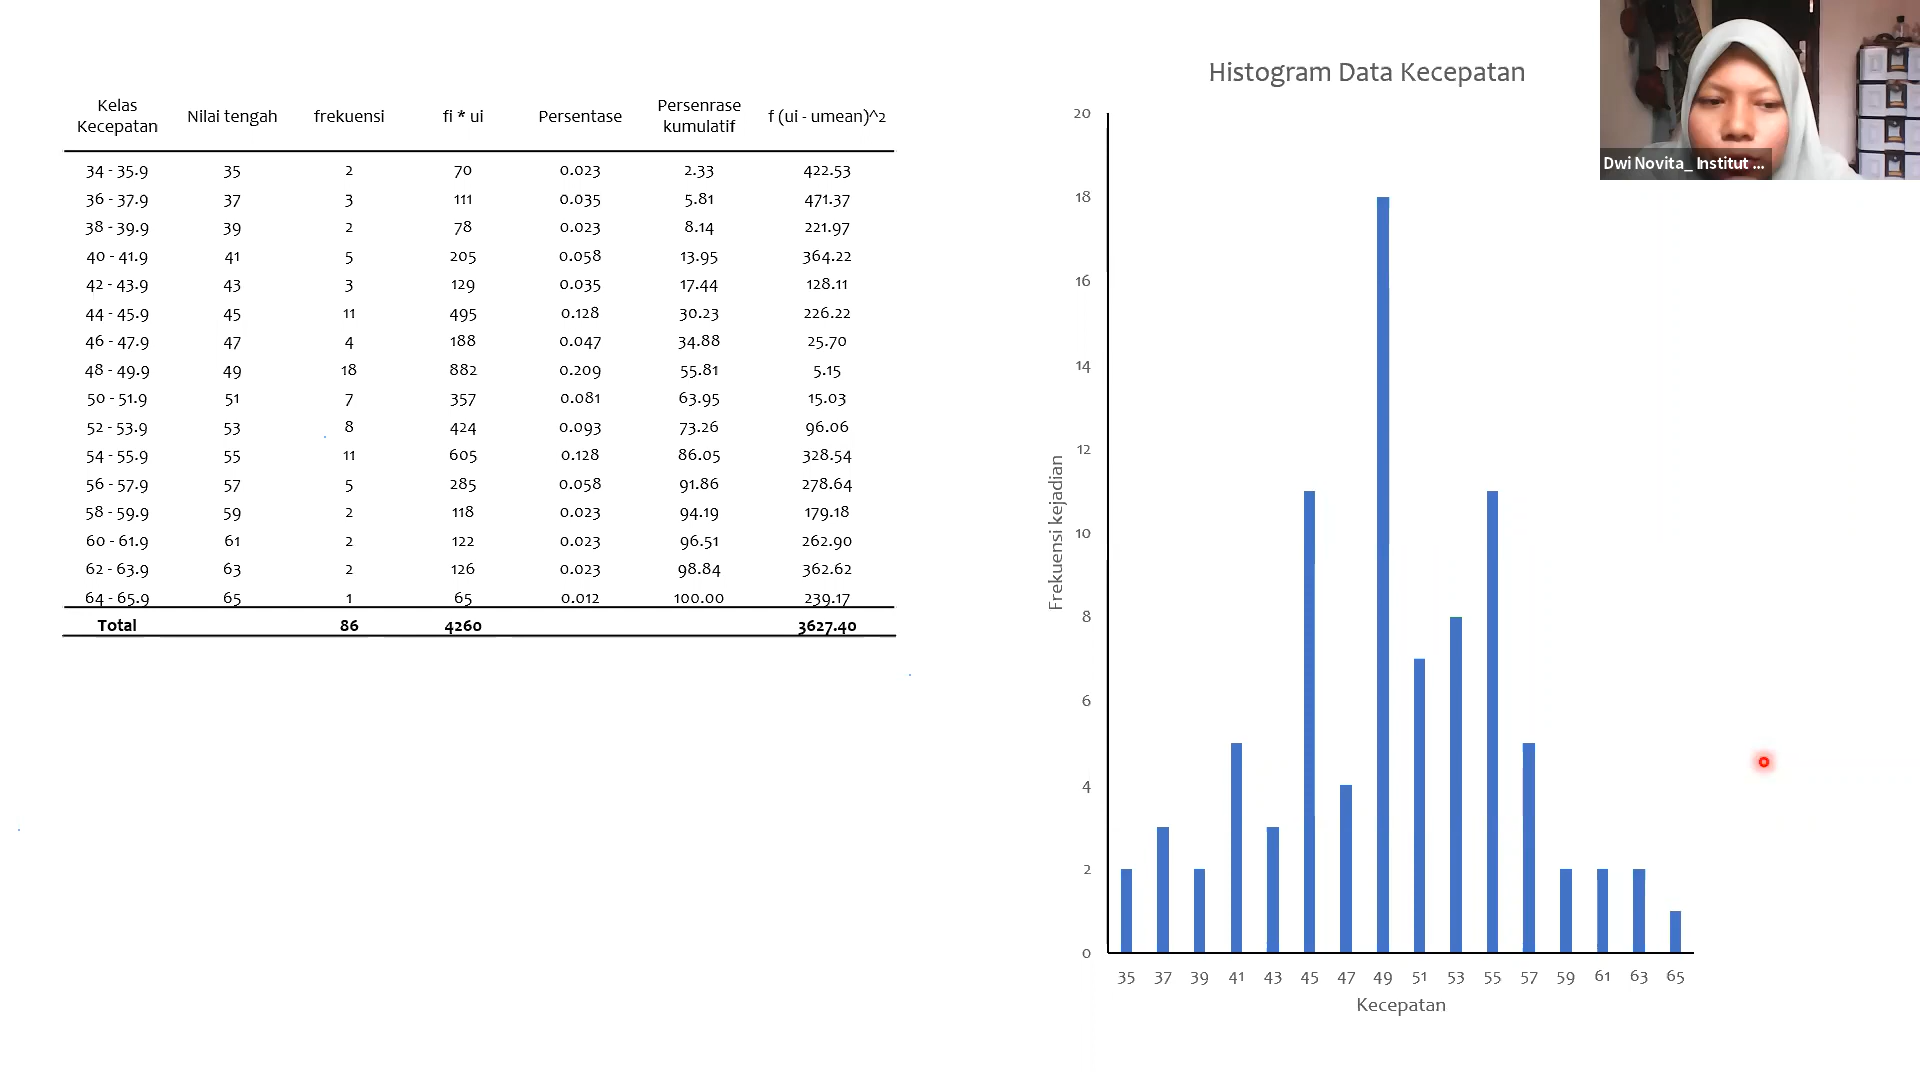 Kelas Kecepatan Nilai tengah frekuensi fi * ui Persentase Persenrase kumulatif f (ui - umean)^2
34 - 35.9 35 2 70 0.023 2.33 422.53
36 - 37.9 37 3 111 0.035 5.81 471.37
38 - 39.9 39 2 78 0.023 8.14 221.97
40 - 41.9 41 5 205 0.058 13.95 364.22
42 - 43.9 43 3 129 0.035 17.44 128.11
44 - 45.9 45 11 495 0.128 30.23 226.22
46 - 47.9 47 4 188 0.047 34.88 25.70
48 - 49.9 49 18 882 0.209 55.81 5.15
50 - 51.9 51 7 357 0.081 63.95 15.03
52 - 53.9 53 8 424 0.093 73.26 96.06
54 - 55.9 55 11 605 0.128 86.05 328.54
56 - 57.9 57 5 285 0.058 91.86 278.64
58 - 59.9 59 2 118 0.023 94.19 179.18
60 - 61.9 61 2 122 0.023 96.51 262.90
62 - 63.9 63 2 126 0.023 98.84 362.62
64 - 65.9 65 1 65 0.012 100.00 239.17
Total 86 4260 3627.40
Histogram Data Kecepatan
20
18
16
14
12
10
8
6
4
2
0
Frekuensi kejadian
35 37 39 41 43 45 47 49 51 53 55 57 59 61 63 65
Kecepatan
Dwi Novita_ Institut ...